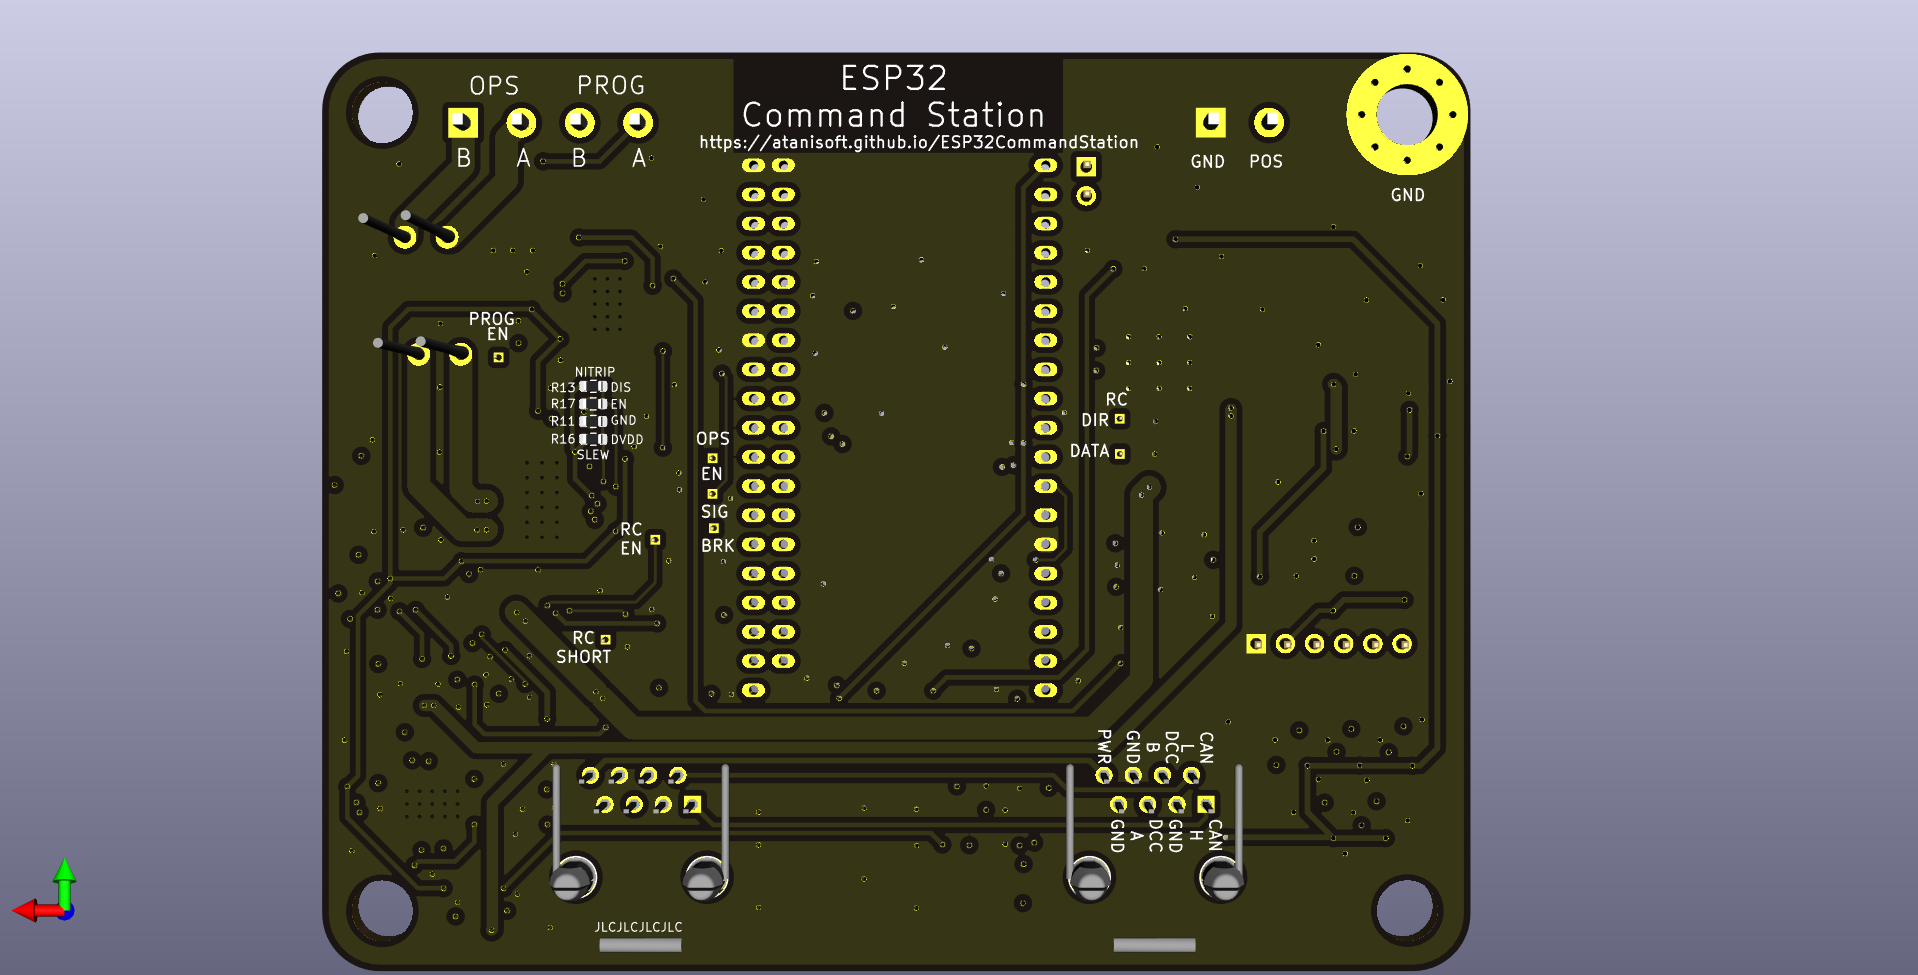 ESP32
Command Station
https://atanisoft.github.io/ESP32CommandStation
OPS PROG
B A B A
GND POS
GND
PROG
EN
NITRIP
R13 DIS
R17 EN
R11 GND
R16 DVDD
SLEW
OPS
EN
SIG
BRK
RC
DIR
DATA
RC
EN
RC
SHORT
PWR
GND
DCC
B
CAN
L
GND
DCC
A
GND
CAN
H
JLCJLCJLCJLC